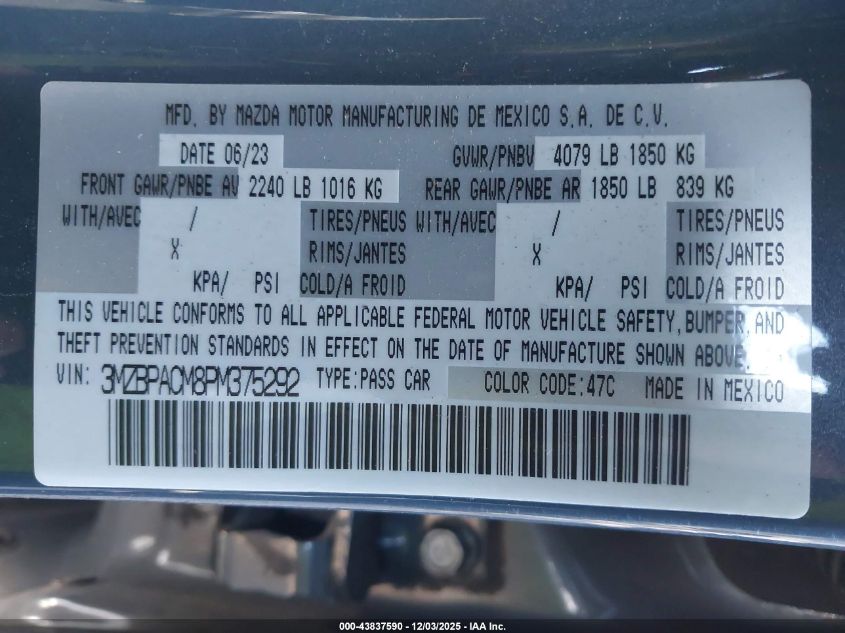 MFD. BY MAZDA MOTOR MANUFACTURING DE MEXICO S.A. DE C.V.
DATE 06/23 GVWR/PNBV 4079 LB 1850 KG
FRONT GAWR/PNBE AV 2240 LB 1016 KG REAR GAWR/PNBE AR 1850 LB 839 KG
WITH/AVEC / TIRES/PNEUS WITH/AVEC / TIRES/PNEUS
X RIMS/JANTES X RIMS/JANTES
KPA/ PSI COLD/A FROID KPA/ PSI COLD/A FROID
THIS VEHICLE CONFORMS TO ALL APPLICABLE FEDERAL MOTOR VEHICLE SAFETY, BUMPER, AND
THEFT PREVENTION STANDARDS IN EFFECT ON THE DATE OF MANUFACTURE SHOWN ABOVE.
VIN: 3MZBPACM8PM375292 TYPE:PASS CAR COLOR CODE:47C MADE IN MEXICO
000-43837590 - 12/03/2025 - IAA Inc.